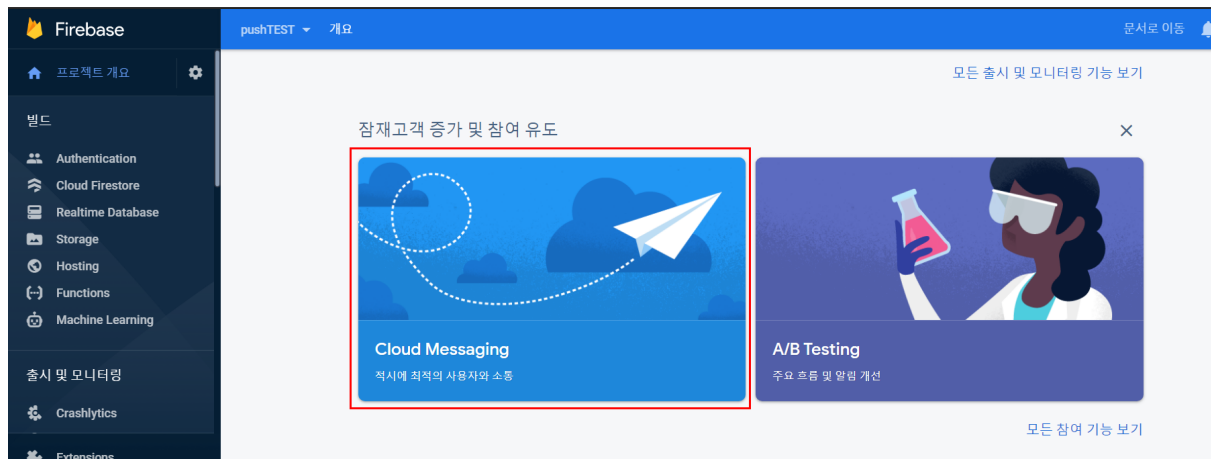 Firebase
pushTEST 개요
문서로 이동
프로젝트 개요
모든 출시 및 모니터링 기능 보기
빌드
Authentication
Cloud Firestore
Realtime Database
Storage
Hosting
Functions
Machine Learning
출시 및 모니터링
Crashlytics
Extensions
잠재고객 증가 및 참여 유도
Cloud Messaging
적시에 최적의 사용자와 소통
A/B Testing
주요 흐름 및 알림 개선
모든 참여 기능 보기